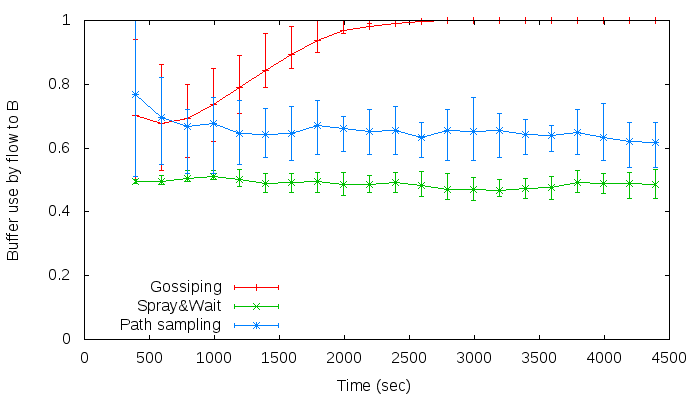 Buffer use by flow to B
1
0.8
0.6
0.4
0.2
0
Gossiping
Spray&Wait
Path sampling
0 500 1000 1500 2000 2500 3000 3500 4000 4500
Time (sec)